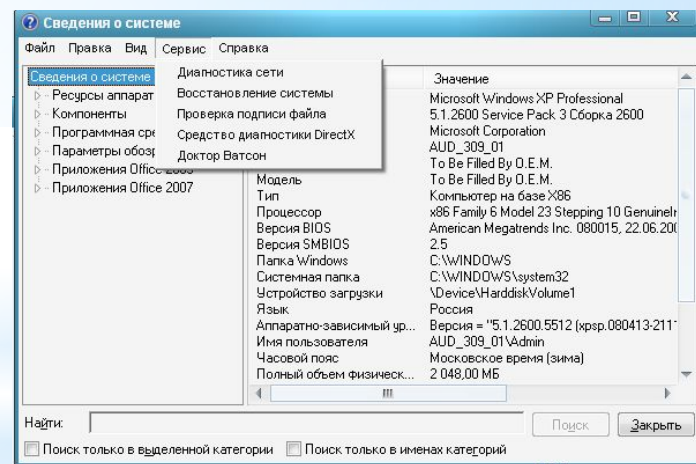 Сведения о системе
Файл Правка Вид Сервис Справка
Диагностика сети
Восстановление системы
Проверка подписи файла
Средство диагностики DirectX
Доктор Ватсон
Сведения о системе
Ресурсы аппарат
Компоненты
Программная сре
Параметры обозр
Приложения Office
Приложения Office 2007
Значение
Microsoft Windows XP Professional
5.1.2600 Service Pack 3 Сборка 2600
Microsoft Corporation
AUD_309_01
To Be Filled By O.E.M.
Модель To Be Filled By O.E.M.
Тип Компьютер на базе X86
Процессор x86 Family 6 Model 23 Stepping 10 GenuineIr
Версия BIOS American Megatrends Inc. 080015, 22.06.200
Версия SMBIOS 2.5
Папка Windows C:\WINDOWS
Системная папка C:\WINDOWS\system32
Устройство загрузки \Device\HarddiskVolume1
Язык Россия
Аппаратно-зависимый ур... Версия = "5.1.2600.5512 (xpsp.080413-2111
Имя пользователя AUD_309_01\Admin
Часовой пояс Московское время (зима)
Полный объем физическ... 2 048,00 МБ
Найти: Поиск Закрыть
Поиск только в выделенной категории Поиск только в именах категорий